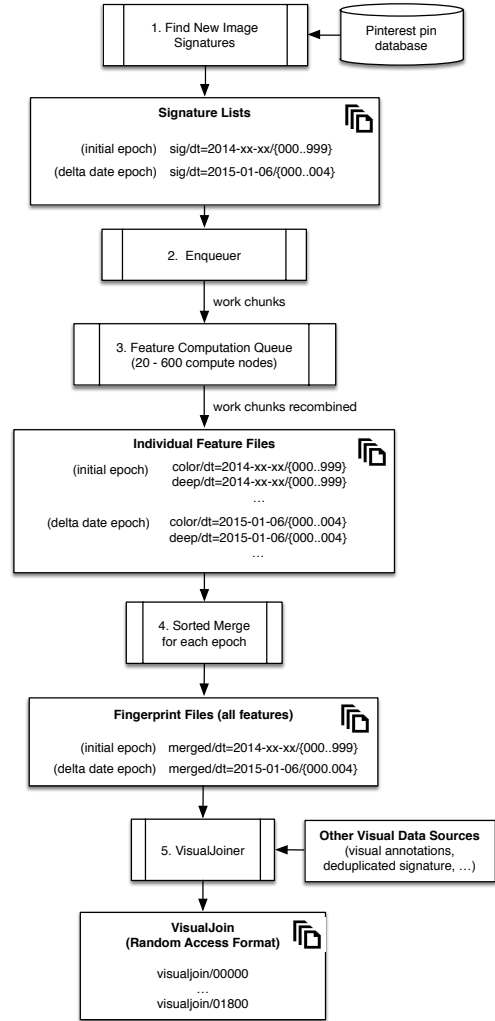 1. Find New Image
Signatures
Pinterest pin
database
Signature Lists
(initial epoch) sig/dt=2014-xx-xx/{000..999}
(delta date epoch) sig/dt=2015-01-06/{000..004}
2. Enqueuer
work chunks
3. Feature Computation Queue
(20 - 600 compute nodes)
work chunks recombined
Individual Feature Files
(initial epoch) color/dt=2014-xx-xx/{000..999}
deep/dt=2014-xx-xx/{000..999}
…
(delta date epoch) color/dt=2015-01-06/{000..004}
deep/dt=2015-01-06/{000..004}
…
4. Sorted Merge
for each epoch
Fingerprint Files (all features)
(initial epoch) merged/dt=2014-xx-xx/{000..999}
(delta date epoch) merged/dt=2015-01-06/{000.004}
5. VisualJoiner
Other Visual Data Sources
(visual annotations,
deduplicated signature, …)
VisualJoin
(Random Access Format)
visualjoin/00000
…
visualjoin/01800